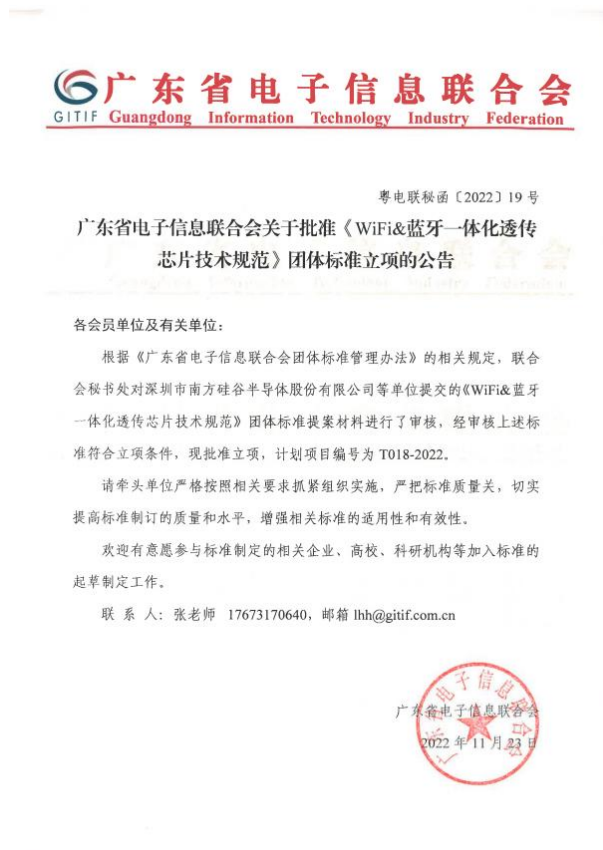 广东省电子信息联合会
GITIF Guangdong Information Technology Industry Federation
粤电联秘函〔2022〕19 号
广东省电子信息联合会关于批准《WiFi&蓝牙一体化透传
芯片技术规范》团体标准立项的公告
各会员单位及有关单位：
根据《广东省电子信息联合会团体标准管理办法》的相关规定，联合
会秘书处对深圳市南方硅谷半导体股份有限公司等单位提交的《WiFi&蓝牙
一体化透传芯片技术规范》团体标准提案材料进行了审核，经审核上述标
准符合立项条件，现批准立项，计划项目编号为 T018-2022。
请牵头单位严格按照相关要求抓紧组织实施，严把标准质量关，切实
提高标准制订的质量和水平，增强相关标准的适用性和有效性。
欢迎有意愿参与标准制定的相关企业、高校、科研机构等加入标准的
起草制定工作。
联 系 人：张老师 17673170640，邮箱 lhh@gitif.com.cn
广东省电子信息联合会
2022 年 11 月 23 日
广东省电子信息联合会